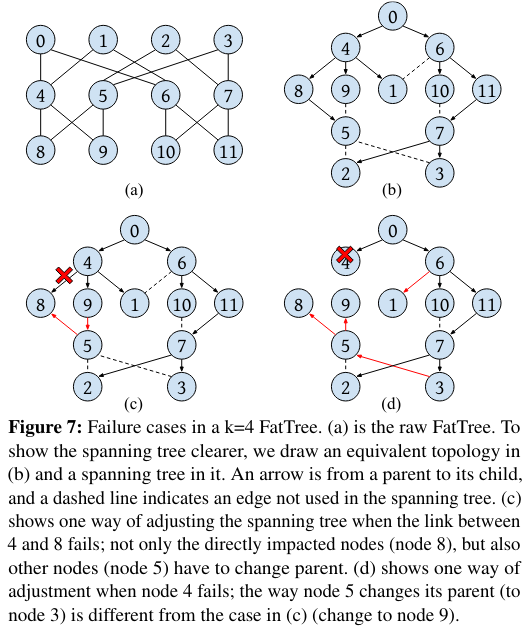 0 1 2 3
4 5 6 7
8 9 10 11
(a)
0
4 6
8 9 1 10 11
5 7
2 3
(b)
0
4 6
8 9 1 10 11
5 7
2 3
(c)
0
4 6
8 9 1 10 11
5 7
2 3
(d)
Figure 7: Failure cases in a k=4 FatTree. (a) is the raw FatTree. To
show the spanning tree clearer, we draw an equivalent topology in
(b) and a spanning tree in it. An arrow is from a parent to its child,
and a dashed line indicates an edge not used in the spanning tree. (c)
shows one way of adjusting the spanning tree when the link between
4 and 8 fails; not only the directly impacted nodes (node 8), but also
other nodes (node 5) have to change parent. (d) shows one way of
adjustment when node 4 fails; the way node 5 changes its parent (to
node 3) is different from the case in (c) (change to node 9).